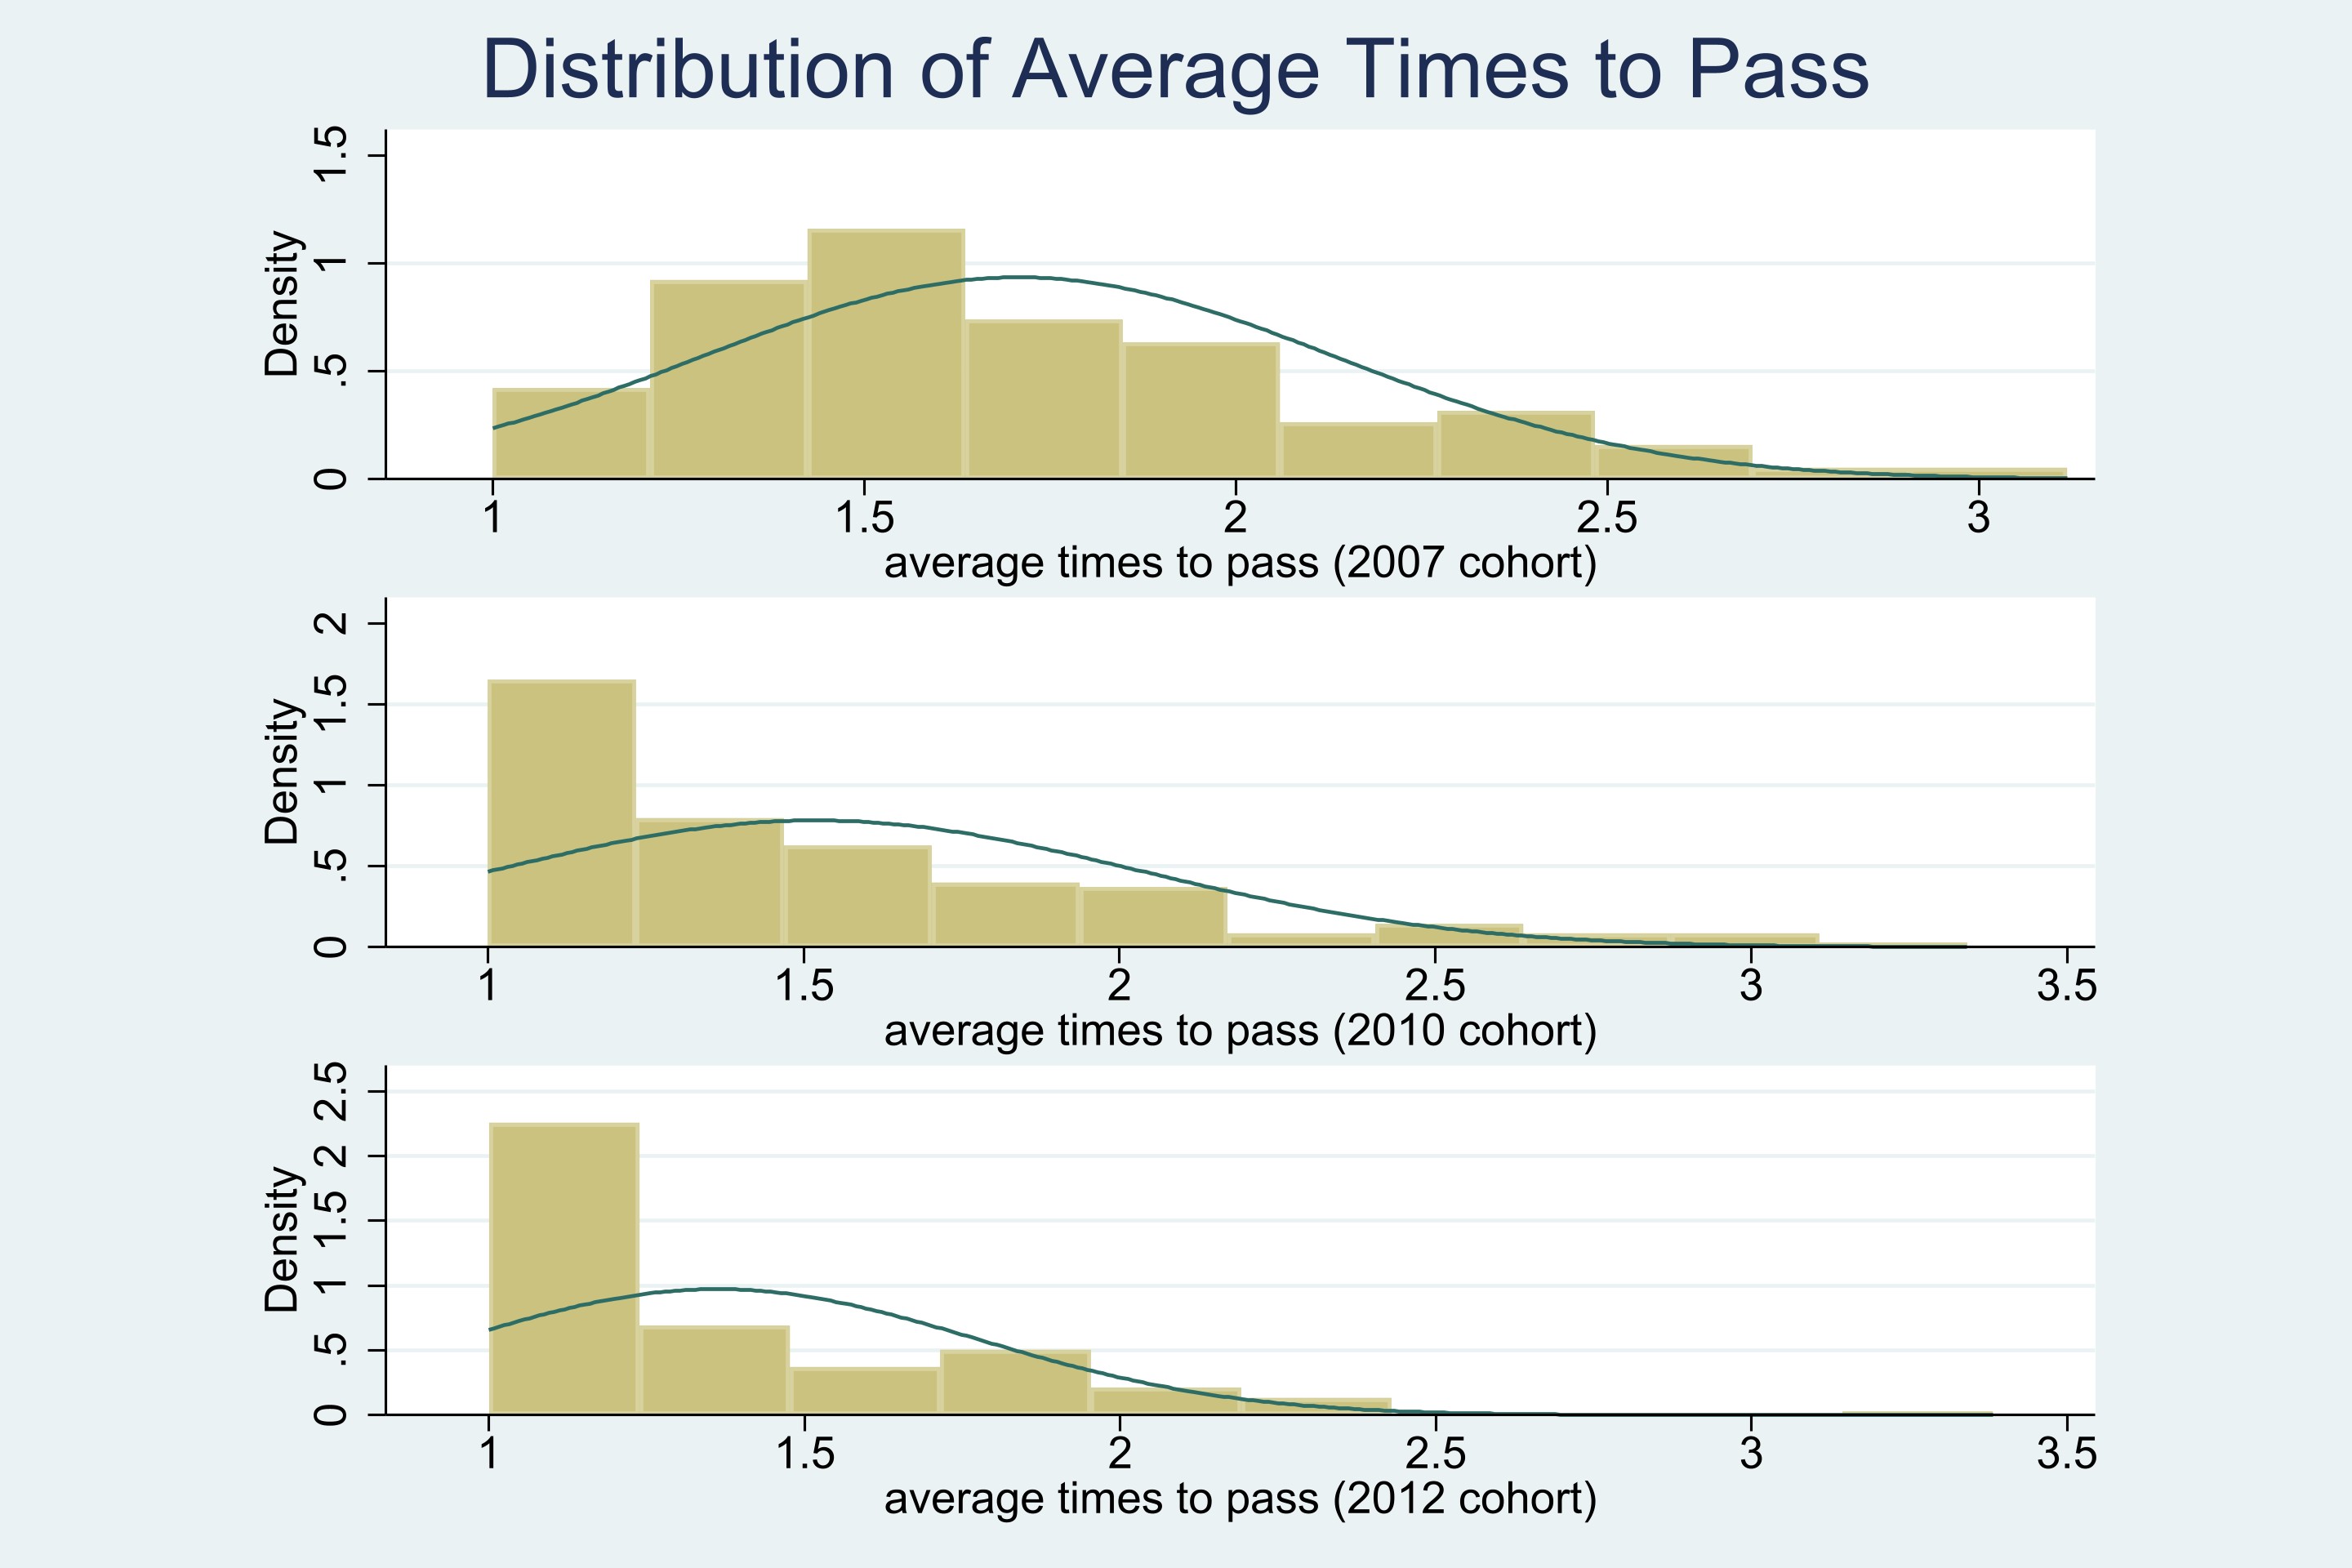 Distribution of Average Times to Pass
Density
1.5
1
.5
0
1 1.5 2 2.5 3
average times to pass (2007 cohort)
Density
2
1.5
1
.5
0
1 1.5 2 2.5 3 3.5
average times to pass (2010 cohort)
Density
2.5
2
1.5
1
.5
0
1 1.5 2 2.5 3 3.5
average times to pass (2012 cohort)